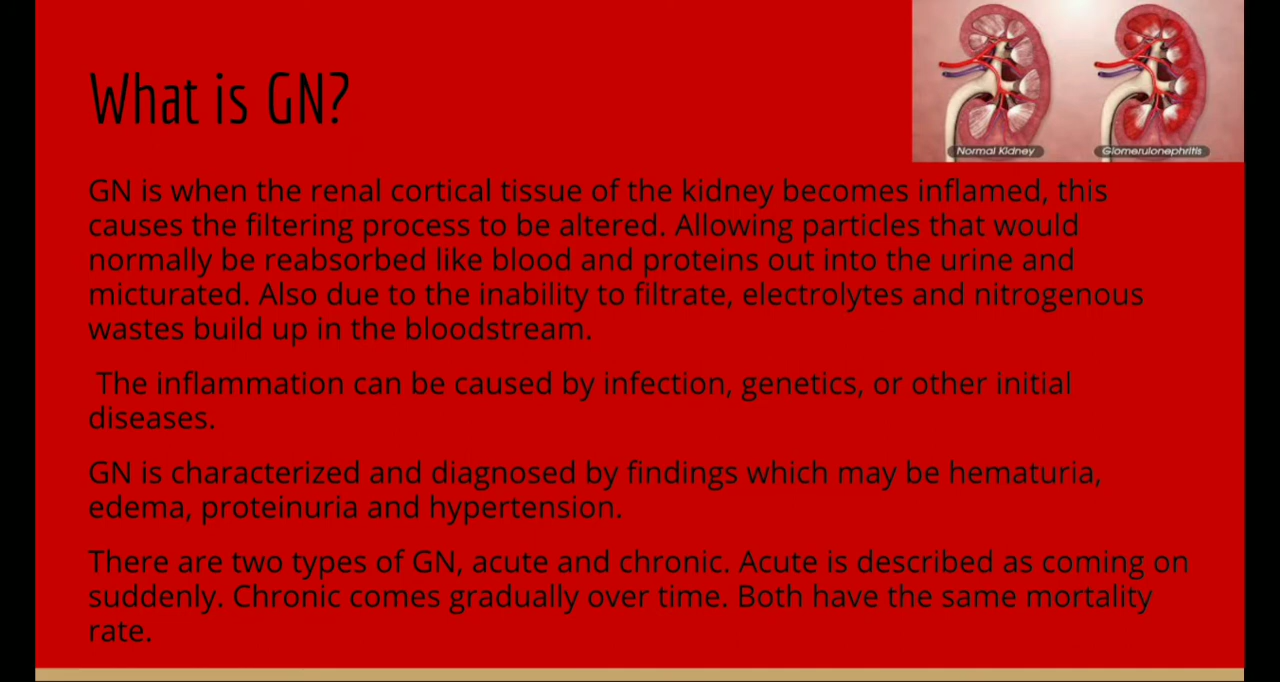 What is GN?
Normal Kidney
Glomerulonephritis
GN is when the renal cortical tissue of the kidney becomes inflamed, this
causes the filtering process to be altered. Allowing particles that would
normally be reabsorbed like blood and proteins out into the urine and
micturated. Also due to the inability to filtrate, electrolytes and nitrogenous
wastes build up in the bloodstream.
The inflammation can be caused by infection, genetics, or other initial
diseases.
GN is characterized and diagnosed by findings which may be hematuria,
edema, proteinuria and hypertension.
There are two types of GN, acute and chronic. Acute is described as coming on
suddenly. Chronic comes gradually over time. Both have the same mortality
rate.